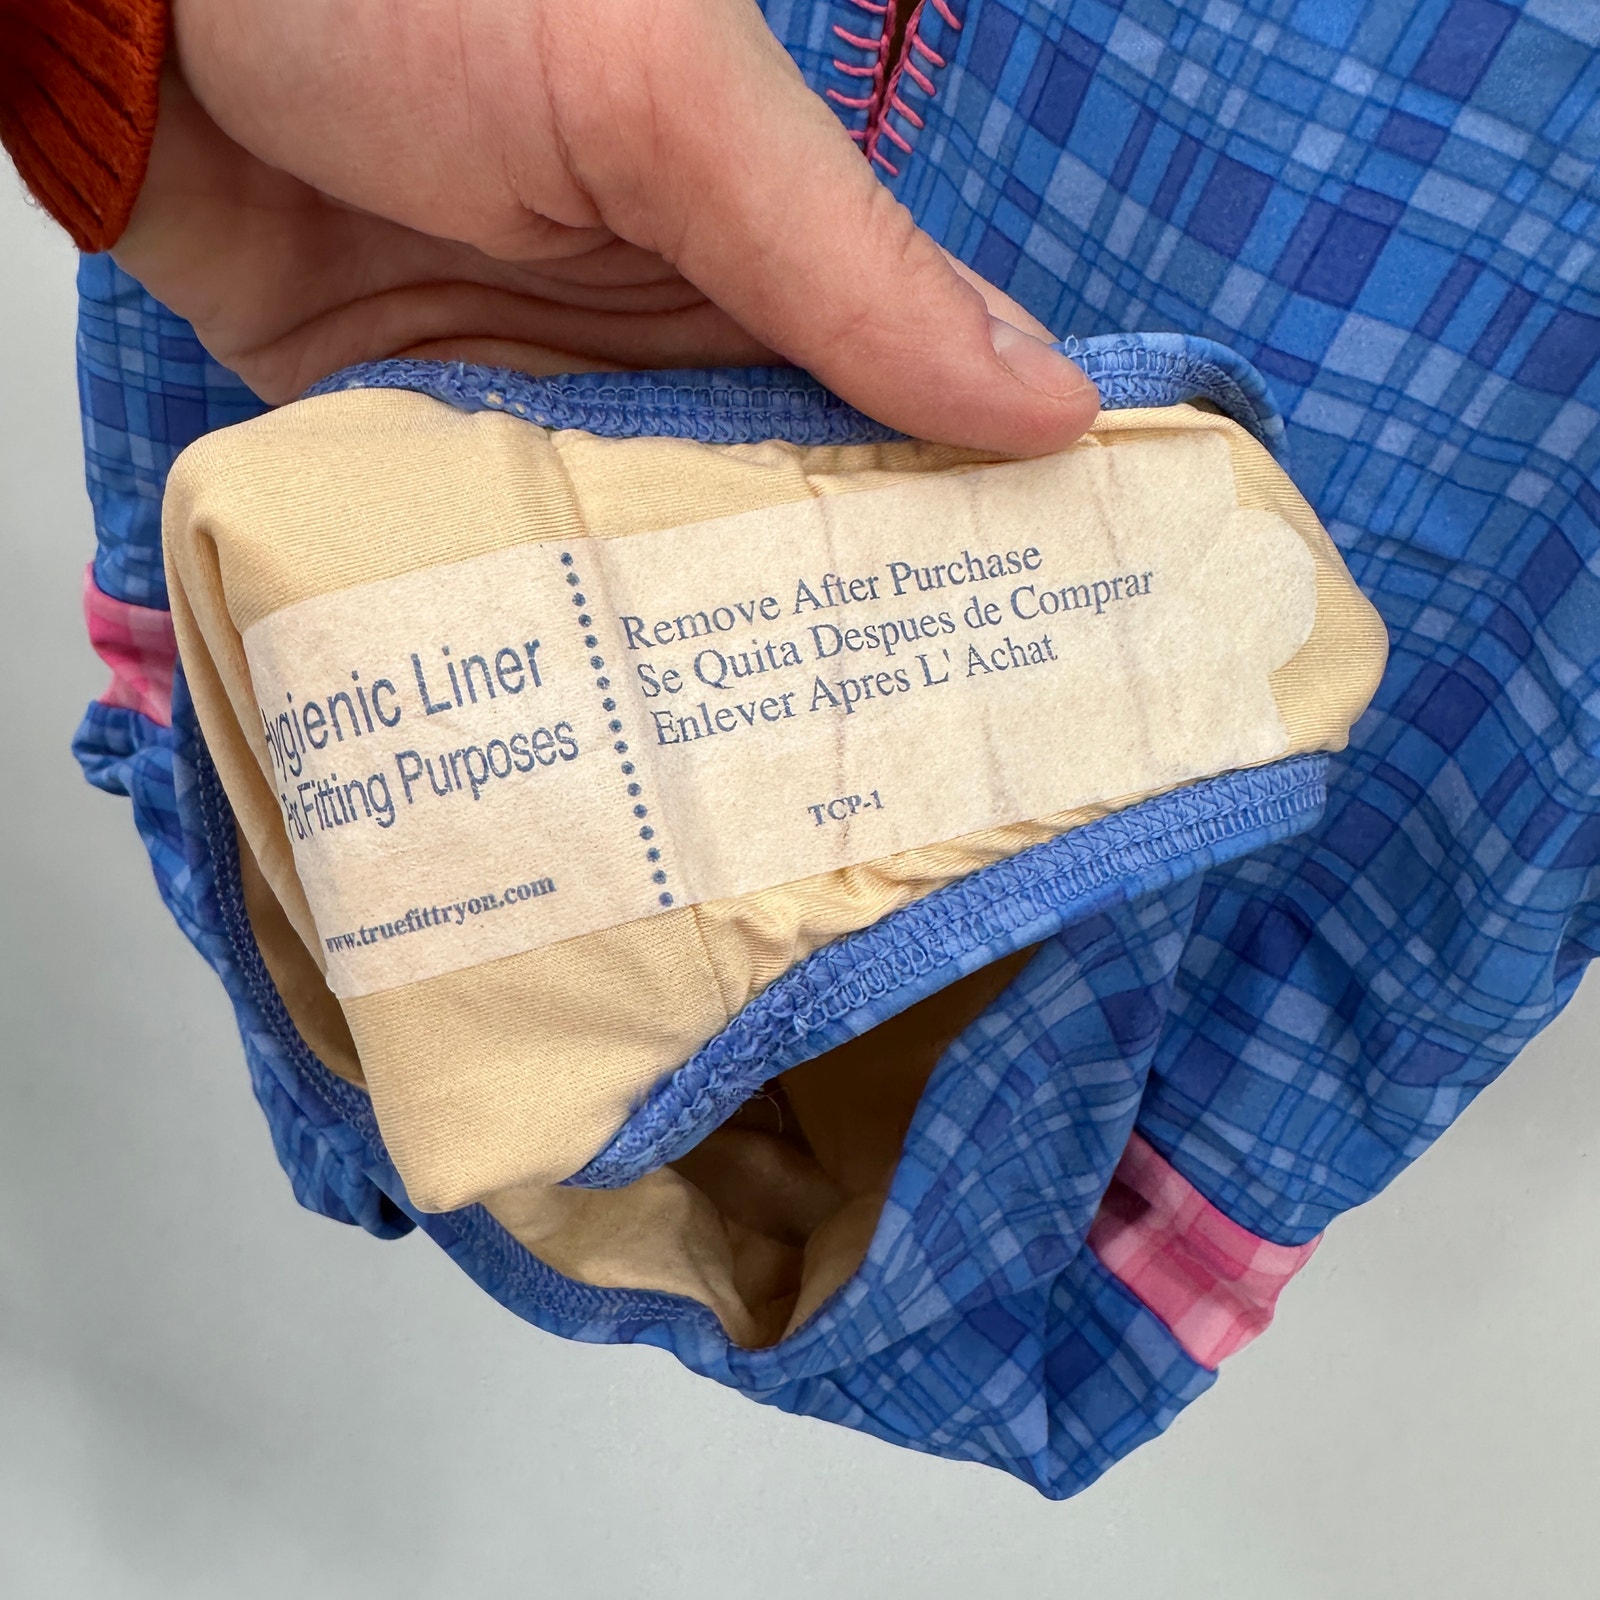 Hygienic Liner
For Fitting Purposes
www.truefittryon.com
Remove After Purchase
Se Quita Despues de Comprar
Enlever Apres L' Achat
TCP-1